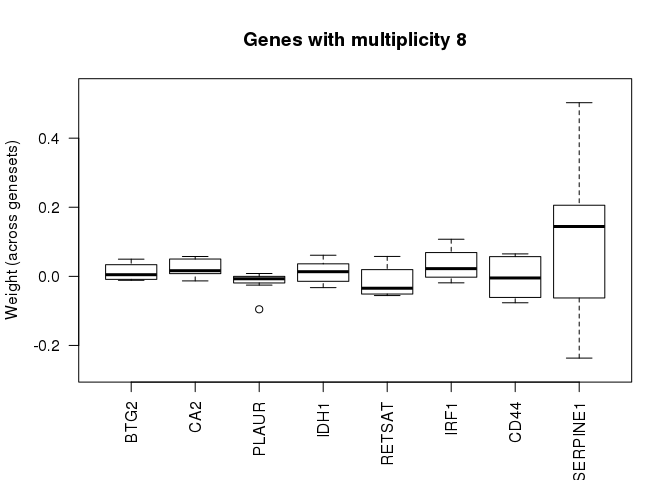 Genes with multiplicity 8
Weight (across genesets)
0.4
0.2
0.0
-0.2
BTG2
CA2
PLAUR
IDH1
RETSAT
IRF1
CD44
SERPINE1